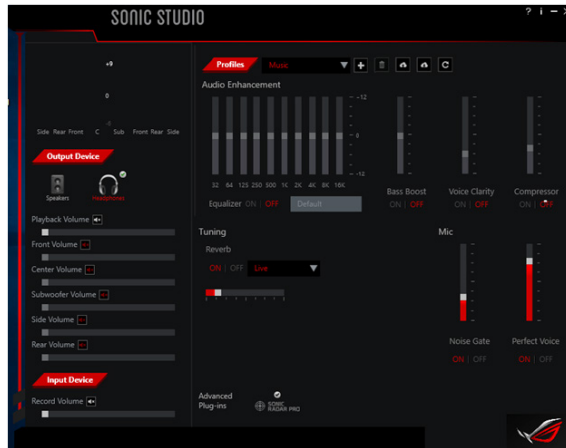 SONIC STUDIO
? i
+9
0
-0
Side Rear Front C Sub Front Rear Side
Output Device
Speakers
Headphones
Playback Volume
Front Volume
Center Volume
Subwoofer Volume
Side Volume
Rear Volume
Input Device
Record Volume
Profiles
Music
Audio Enhancement
+12
0
-12
32 64 125 250 500 1K 2K 4K 8K 16K
Equalizer ON | OFF Default
Bass Boost
ON | OFF
Voice Clarity
ON | OFF
Compressor
ON | OFF
Tuning
Reverb
ON | OFF Live
Mic
Noise Gate
ON | OFF
Perfect Voice
ON | OFF
Advanced
Plug-ins
SONIC
RADAR PRO